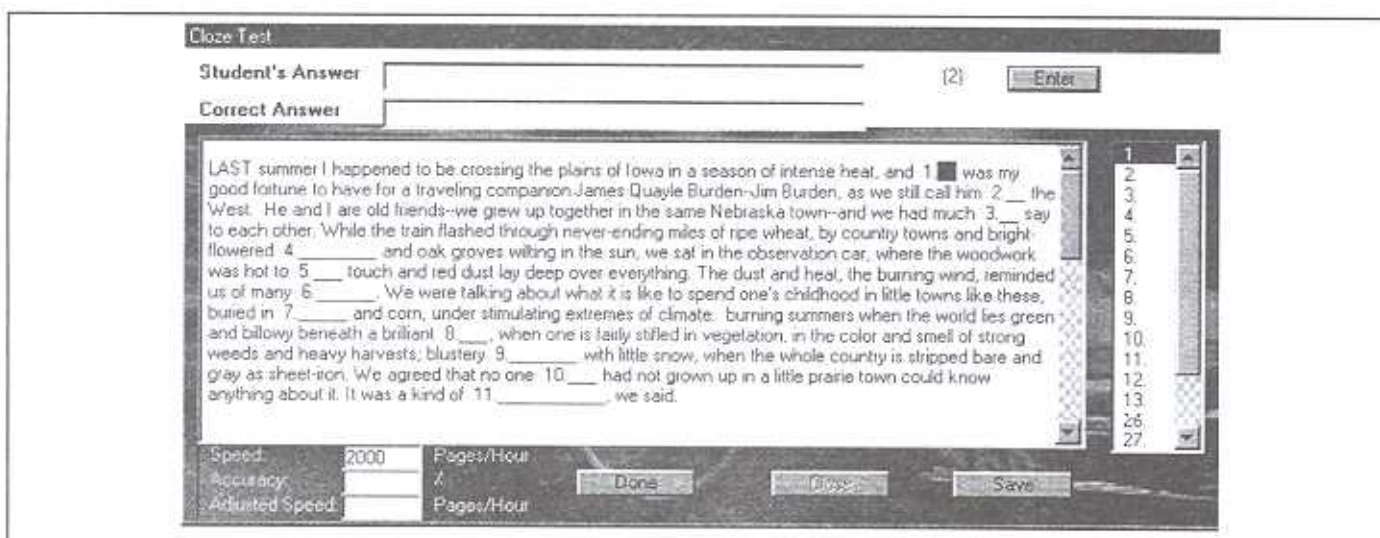 Cloze Test
Student's Answer (2) Enter
Correct Answer
LAST summer I happened to be crossing the plains of Iowa in a season of intense heat, and 1. was my
good fortune to have for a traveling companion James Quayle Burden--Jim Burden, as we still call him 2.__ the
West. He and I are old friends--we grew up together in the same Nebraska town--and we had much 3.__ say
to each other. While the train flashed through never-ending miles of ripe wheat, by country towns and bright-
flowered 4.________ and oak groves wilting in the sun, we sat in the observation car, where the woodwork
was hot to 5.___ touch and red dust lay deep over everything. The dust and heat, the burning wind, reminded
us of many 6.______. We were talking about what it is like to spend one's childhood in little towns like these,
buried in 7._____ and corn, under stimulating extremes of climate: burning summers when the world lies green
and billowy beneath a brilliant 8.___, when one is fairly stifled in vegetation, in the color and smell of strong
weeds and heavy harvests; blustery 9._______ with little snow, when the whole country is stripped bare and
gray as sheet-iron. We agreed that no one 10.___ had not grown up in a little prairie town could know
anything about it. It was a kind of 11.___________, we said.
1.
2.
3.
4.
5.
6.
7.
8.
9.
10.
11.
12.
13.
26.
27.
Speed: 2000 Pages/Hour
Accuracy: %
Adjusted Speed: Pages/Hour
Done Close Save